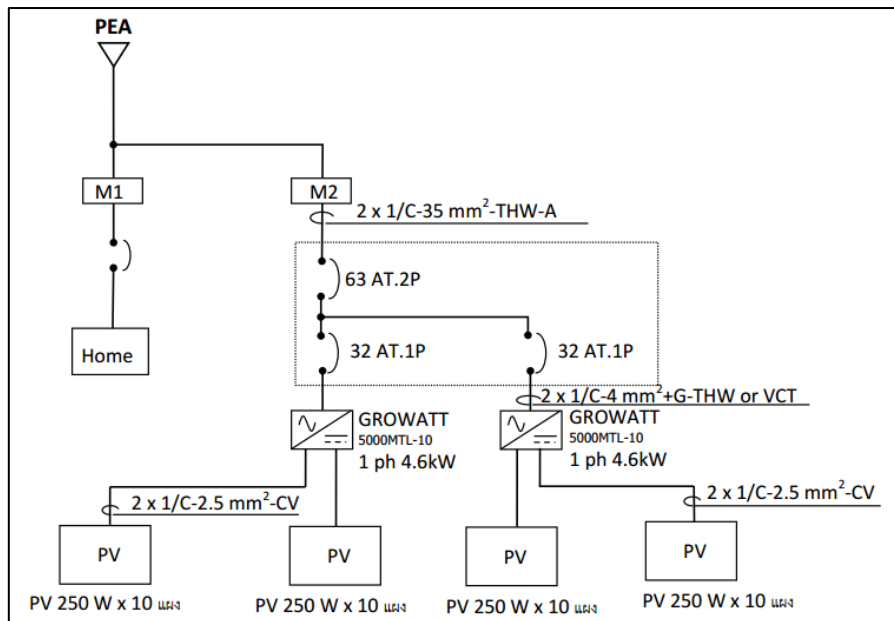 PEA
M1
M2
2 x 1/C-35 mm²-THW-A
63 AT.2P
32 AT.1P
32 AT.1P
Home
2 x 1/C-4 mm²+G-THW or VCT
GROWATT
5000MTL-10
1 ph 4.6kW
GROWATT
5000MTL-10
1 ph 4.6kW
2 x 1/C-2.5 mm²-CV
2 x 1/C-2.5 mm²-CV
PV
PV
PV
PV
PV 250 W x 10 แผง
PV 250 W x 10 แผง
PV 250 W x 10 แผง
PV 250 W x 10 แผง